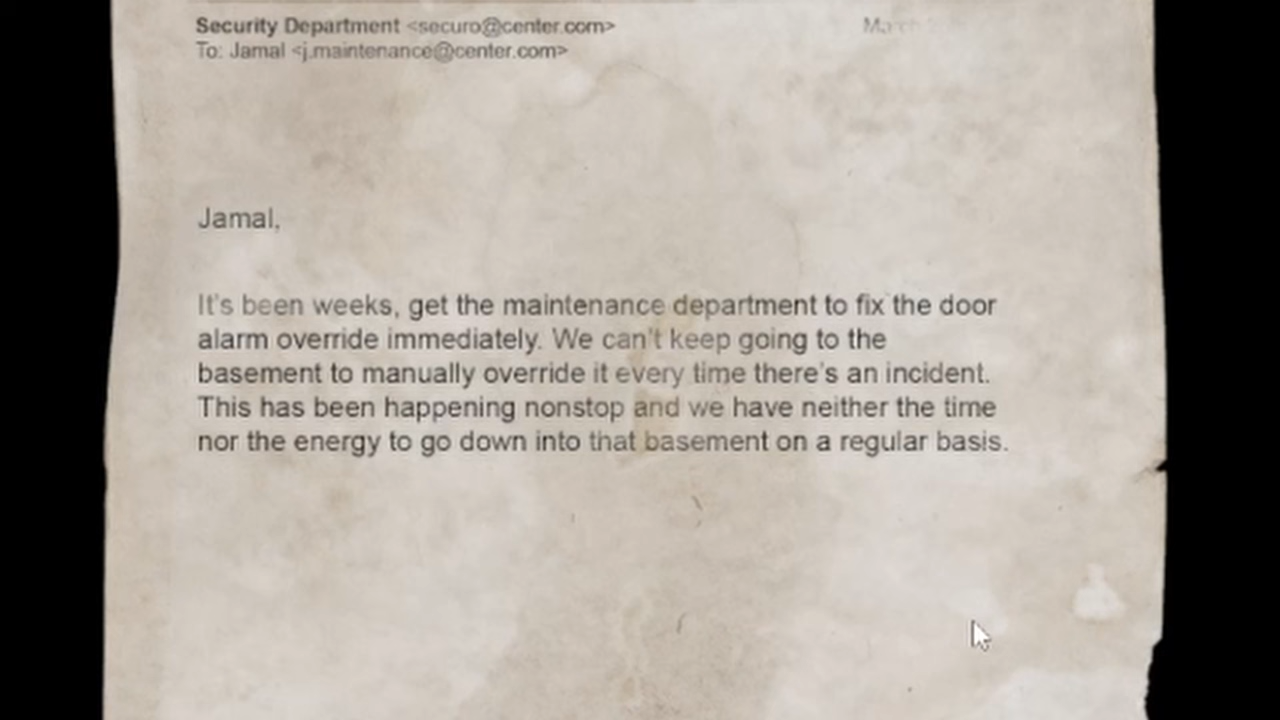 Security Department <securo@center.com>
March
To: Jamal <j.maintenance@center.com>
Jamal,
It's been weeks, get the maintenance department to fix the door
alarm override immediately. We can't keep going to the
basement to manually override it every time there's an incident.
This has been happening nonstop and we have neither the time
nor the energy to go down into that basement on a regular basis.